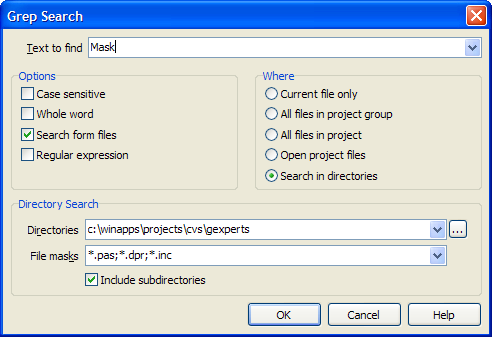 Grep Search
Text to find Mask
Options
Case sensitive
Whole word
Search form files
Regular expression
Where
Current file only
All files in project group
All files in project
Open project files
Search in directories
Directory Search
Directories c:\winapps\projects\cvs\gexperts ...
File masks *.pas;*.dpr;*.inc
Include subdirectories
OK Cancel Help